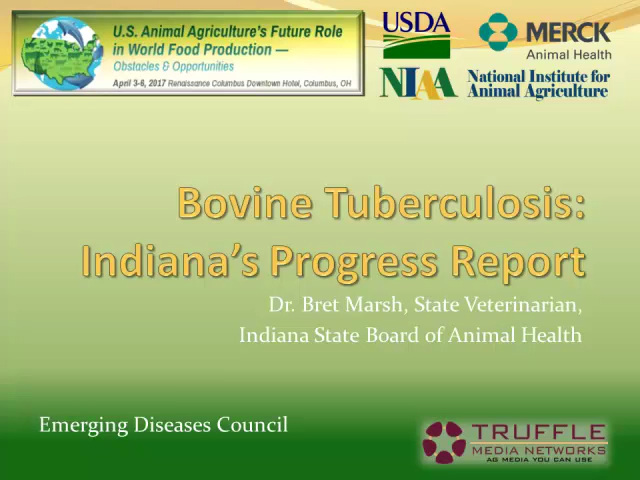 U.S. Animal Agriculture's Future Role
in World Food Production —
Obstacles & Opportunities
April 3-6, 2017 Renaissance Columbus Downtown Hotel, Columbus, OH
USDA
MERCK
Animal Health
NIAA
National Institute for
Animal Agriculture
Bovine Tuberculosis:
Indiana's Progress Report
Dr. Bret Marsh, State Veterinarian,
Indiana State Board of Animal Health
Emerging Diseases Council
TRUFFLE
MEDIA NETWORKS
AG MEDIA YOU CAN USE